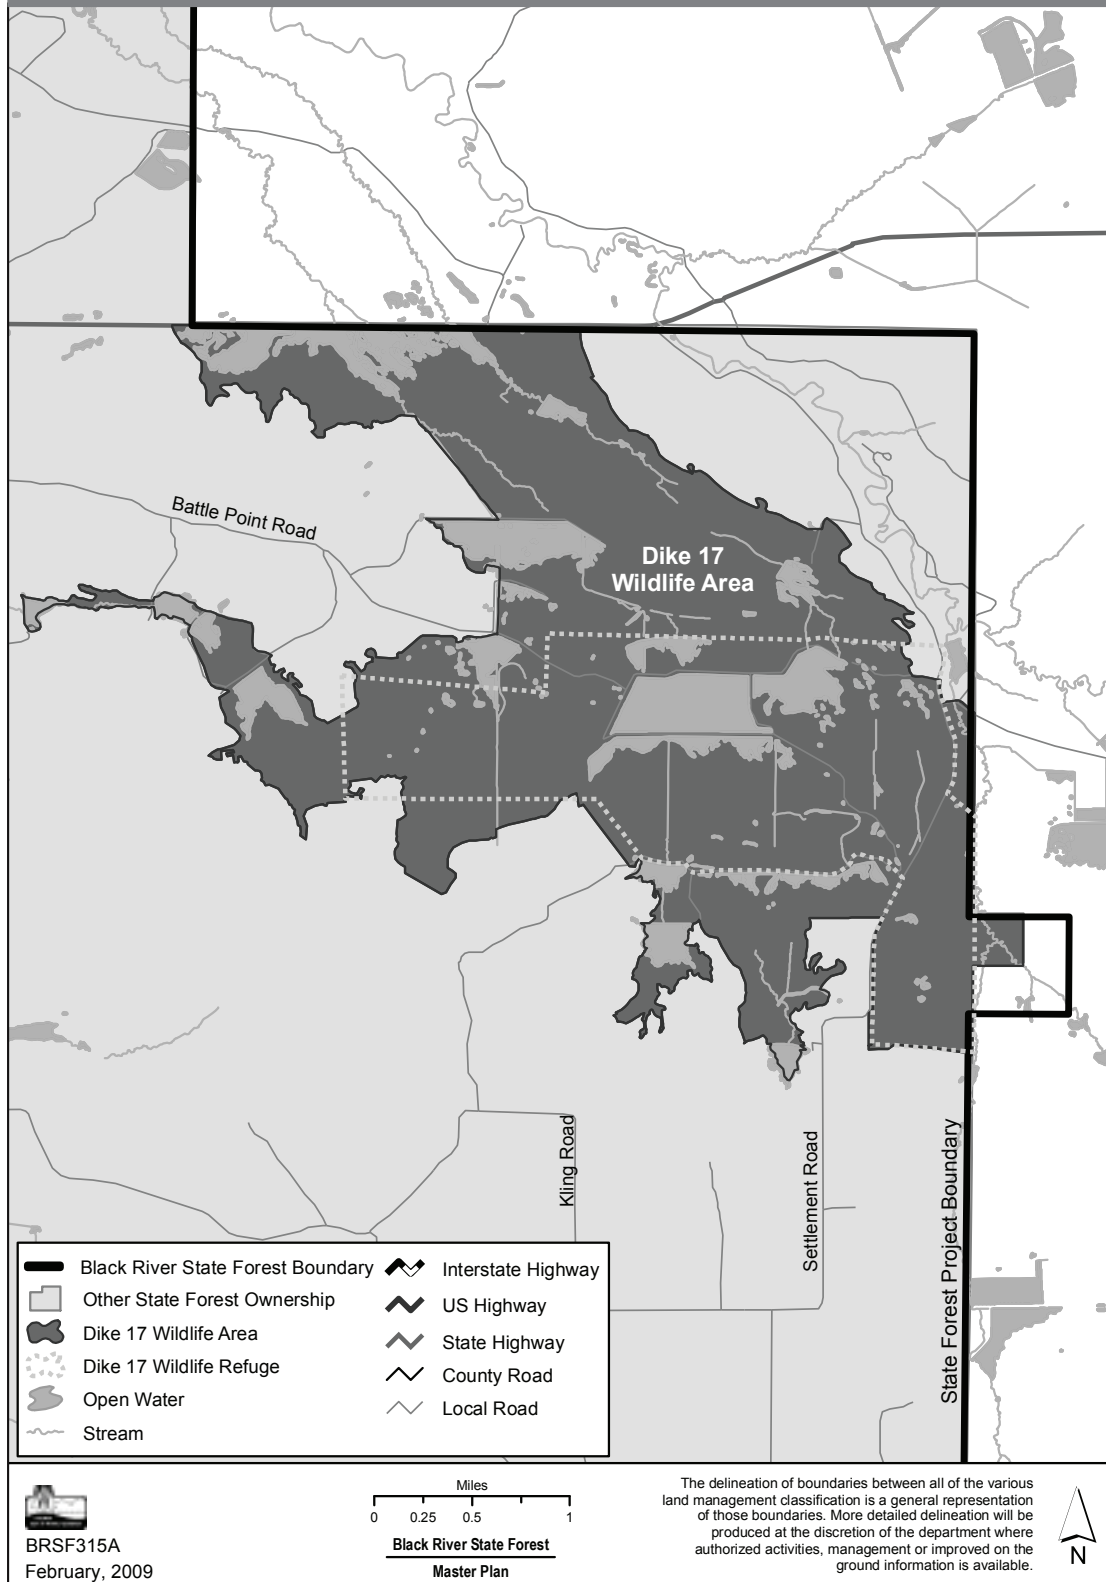 Battle Point Road
Dike 17
Wildlife Area
Kling Road
Settlement Road
State Forest Project Boundary
Black River State Forest Boundary
Other State Forest Ownership
Dike 17 Wildlife Area
Dike 17 Wildlife Refuge
Open Water
Stream
Interstate Highway
US Highway
State Highway
County Road
Local Road
BRSF315A
February, 2009
Miles
0 0.25 0.5 1
Black River State Forest
Master Plan
The delineation of boundaries between all of the various
land management classification is a general representation
of those boundaries. More detailed delineation will be
produced at the discretion of the department where
authorized activities, management or improved on the
ground information is available.
N